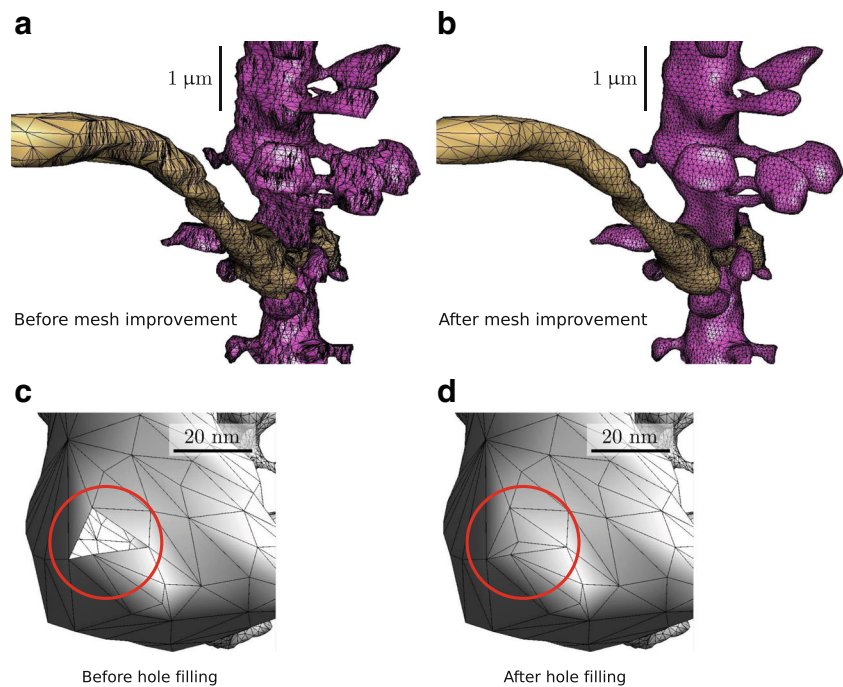 a
b
1 μm
1 μm
Before mesh improvement
After mesh improvement
c
d
20 nm
20 nm
Before hole filling
After hole filling